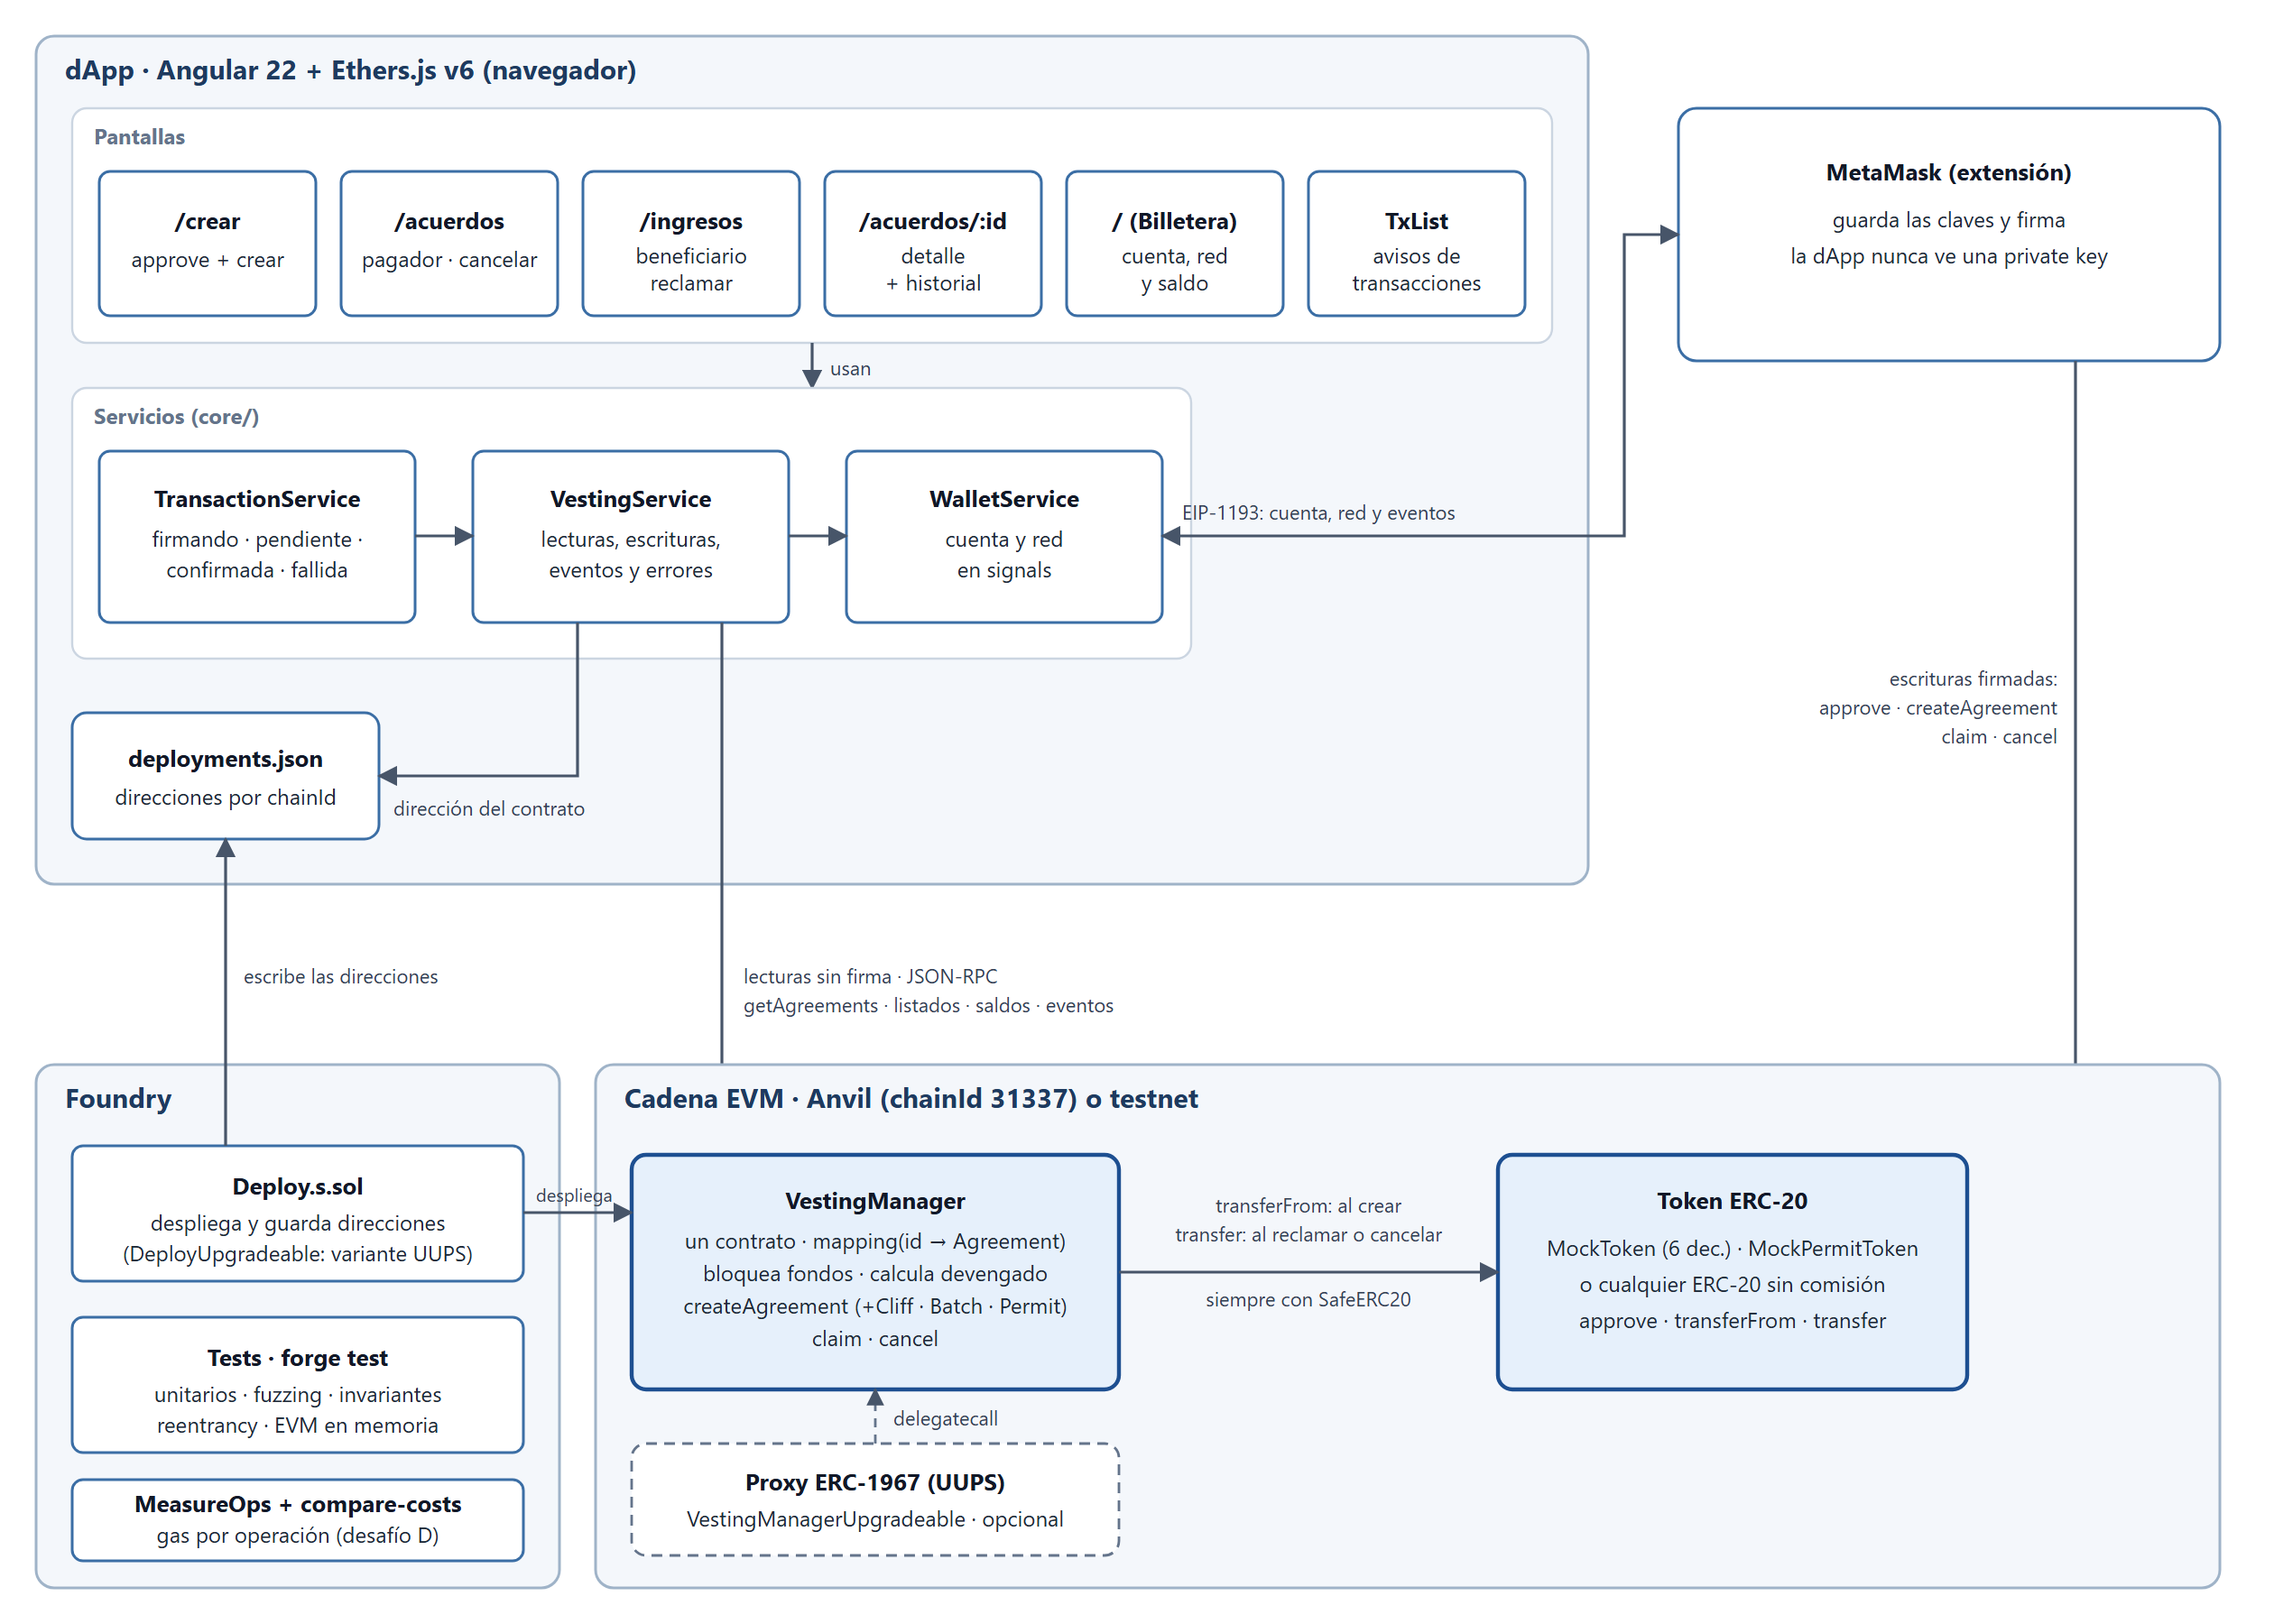 dApp · Angular 22 + Ethers.js v6 (navegador)
Pantallas
/crear
approve + crear
/acuerdos
pagador · cancelar
/ingresos
beneficiario
reclamar
/acuerdos/:id
detalle
+ historial
/ (Billetera)
cuenta, red
y saldo
TxList
avisos de
transacciones
MetaMask (extensión)
guarda las claves y firma
la dApp nunca ve una private key
usan
Servicios (core/)
TransactionService
firmando · pendiente ·
confirmada · fallida
VestingService
lecturas, escrituras,
eventos y errores
WalletService
cuenta y red
en signals
EIP-1193: cuenta, red y eventos
escrituras firmadas:
approve · createAgreement
claim · cancel
deployments.json
direcciones por chainId
dirección del contrato
escribe las direcciones
lecturas sin firma · JSON-RPC
getAgreements · listados · saldos · eventos
Foundry
Deploy.s.sol
despliega y guarda direcciones
(DeployUpgradeable: variante UUPS)
Tests · forge test
unitarios · fuzzing · invariantes
reentrancy · EVM en memoria
MeasureOps + compare-costs
gas por operación (desafío D)
despliega
Cadena EVM · Anvil (chainId 31337) o testnet
VestingManager
un contrato · mapping(id → Agreement)
bloquea fondos · calcula devengado
createAgreement (+Cliff · Batch · Permit)
claim · cancel
transferFrom: al crear
transfer: al reclamar o cancelar
siempre con SafeERC20
Token ERC-20
MockToken (6 dec.) · MockPermitToken
o cualquier ERC-20 sin comisión
approve · transferFrom · transfer
delegatecall
Proxy ERC-1967 (UUPS)
VestingManagerUpgradeable · opcional